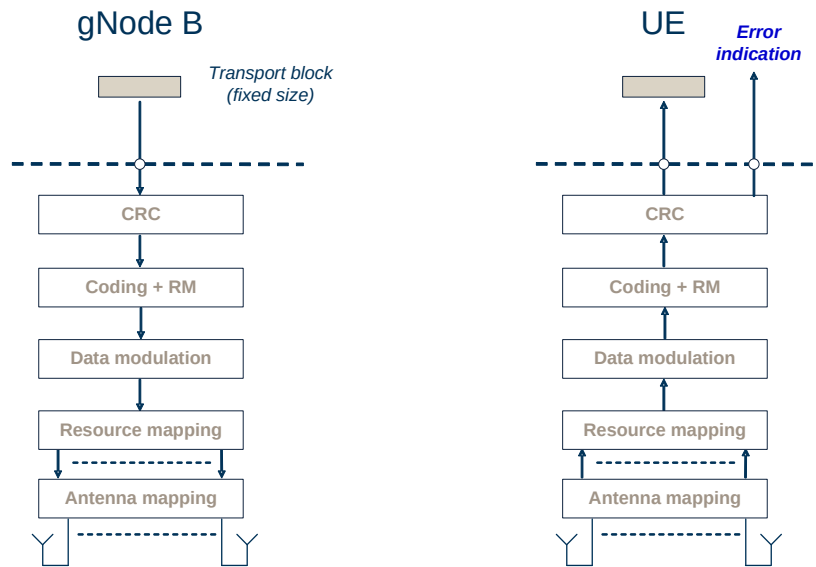 gNode B
Transport block
(fixed size)
CRC
Coding + RM
Data modulation
Resource mapping
Antenna mapping
UE
Error
indication
CRC
Coding + RM
Data modulation
Resource mapping
Antenna mapping